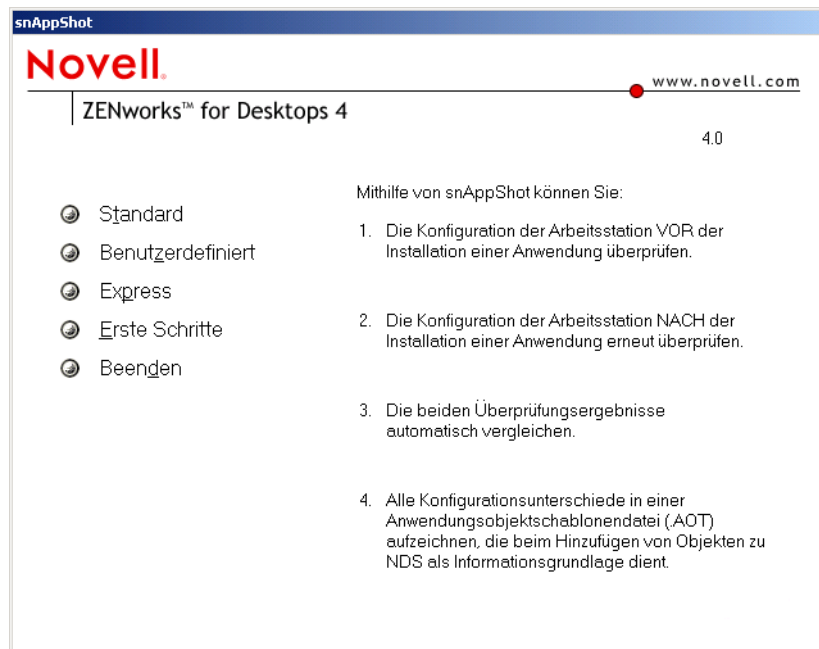 snAppShot
Novell®
www.novell.com
ZENworks™ for Desktops 4
4.0
Standard
Benutzerdefiniert
Express
Erste Schritte
Beenden
Mithilfe von snAppShot können Sie:
1. Die Konfiguration der Arbeitsstation VOR der
Installation einer Anwendung überprüfen.
2. Die Konfiguration der Arbeitsstation NACH der
Installation einer Anwendung erneut überprüfen.
3. Die beiden Überprüfungsergebnisse
automatisch vergleichen.
4. Alle Konfigurationsunterschiede in einer
Anwendungsobjektschablonendatei (.AOT)
aufzeichnen, die beim Hinzufügen von Objekten zu
NDS als Informationsgrundlage dient.